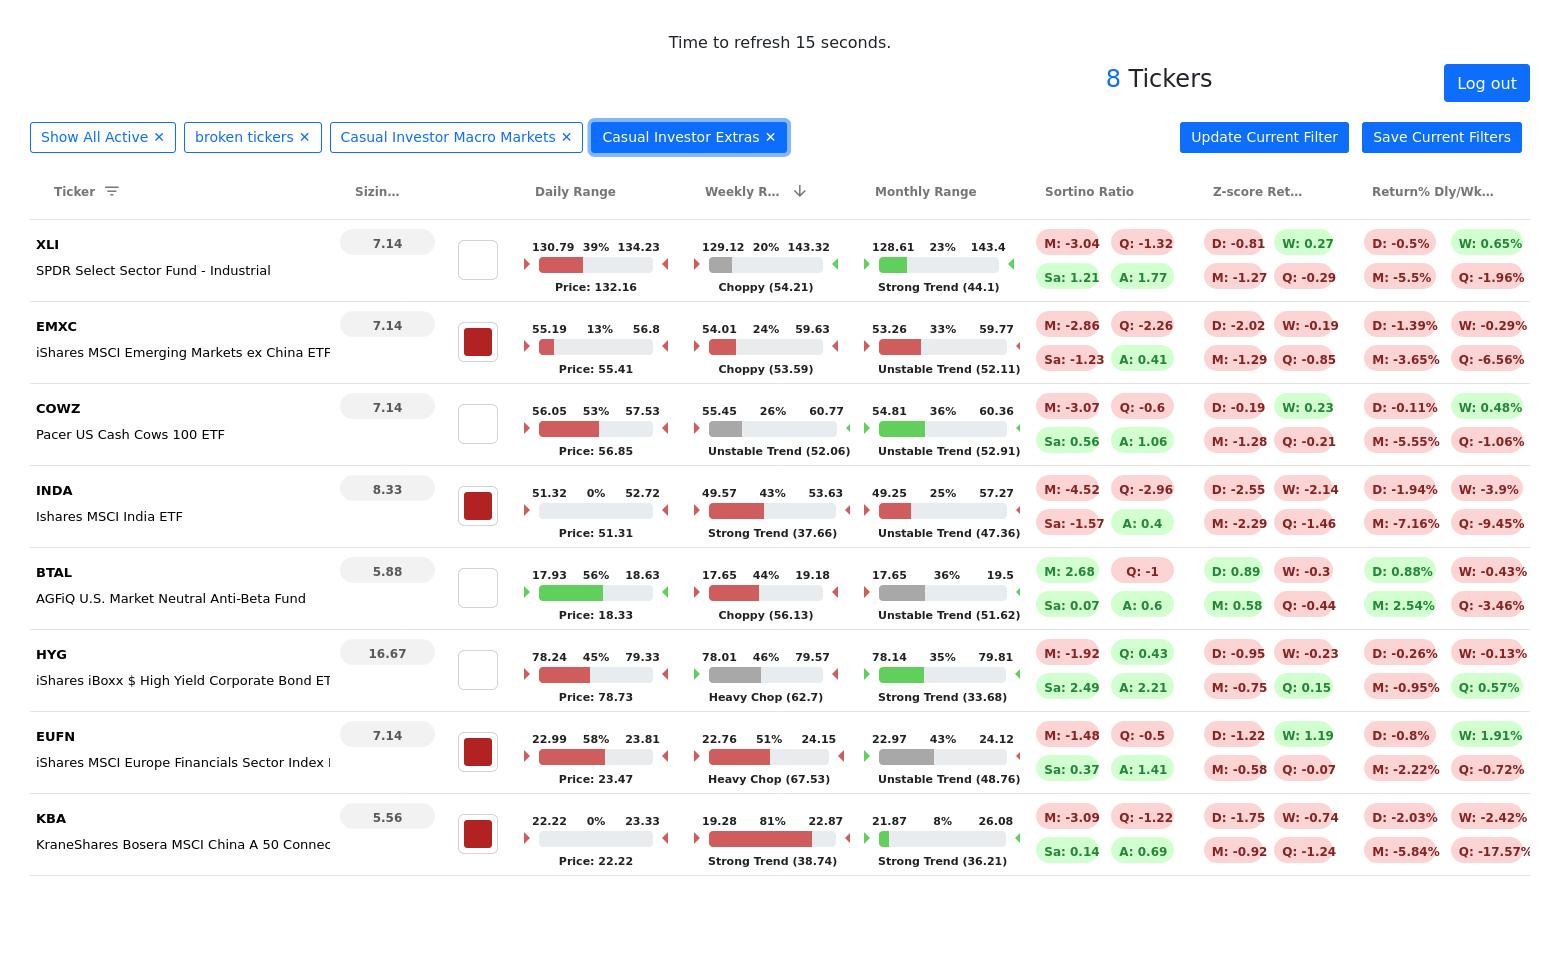 Time to refresh 15 seconds.
8 Tickers
Log out
Show All Active ✕ broken tickers ✕ Casual Investor Macro Markets ✕ Casual Investor Extras ✕ Update Current Filter Save Current Filters
Ticker Sizin... Daily Range Weekly R... Monthly Range Sortino Ratio Z-score Ret... Return% Dly/Wk...
XLI 7.14 130.79 39% 134.23 129.12 20% 143.32 128.61 23% 143.4 M: -3.04 Q: -1.32 D: -0.81 W: 0.27 D: -0.5% W: 0.65%
SPDR Select Sector Fund - Industrial Price: 132.16 Choppy (54.21) Strong Trend (44.1) Sa: 1.21 A: 1.77 M: -1.27 Q: -0.29 M: -5.5% Q: -1.96%
EMXC 7.14 55.19 13% 56.8 54.01 24% 59.63 53.26 33% 59.77 M: -2.86 Q: -2.26 D: -2.02 W: -0.19 D: -1.39% W: -0.29%
iShares MSCI Emerging Markets ex China ETF Price: 55.41 Choppy (53.59) Unstable Trend (52.11) Sa: -1.23 A: 0.41 M: -1.29 Q: -0.85 M: -3.65% Q: -6.56%
COWZ 7.14 56.05 53% 57.53 55.45 26% 60.77 54.81 36% 60.36 M: -3.07 Q: -0.6 D: -0.19 W: 0.23 D: -0.11% W: 0.48%
Pacer US Cash Cows 100 ETF Price: 56.85 Unstable Trend (52.06) Unstable Trend (52.91) Sa: 0.56 A: 1.06 M: -1.28 Q: -0.21 M: -5.55% Q: -1.06%
INDA 8.33 51.32 0% 52.72 49.57 43% 53.63 49.25 25% 57.27 M: -4.52 Q: -2.96 D: -2.55 W: -2.14 D: -1.94% W: -3.9%
Ishares MSCI India ETF Price: 51.31 Strong Trend (37.66) Unstable Trend (47.36) Sa: -1.57 A: 0.4 M: -2.29 Q: -1.46 M: -7.16% Q: -9.45%
BTAL 5.88 17.93 56% 18.63 17.65 44% 19.18 17.65 36% 19.5 M: 2.68 Q: -1 D: 0.89 W: -0.3 D: 0.88% W: -0.43%
AGFiQ U.S. Market Neutral Anti-Beta Fund Price: 18.33 Choppy (56.13) Unstable Trend (51.62) Sa: 0.07 A: 0.6 M: 0.58 Q: -0.44 M: 2.54% Q: -3.46%
HYG 16.67 78.24 45% 79.33 78.01 46% 79.57 78.14 35% 79.81 M: -1.92 Q: 0.43 D: -0.95 W: -0.23 D: -0.26% W: -0.13%
iShares iBoxx $ High Yield Corporate Bond ET Price: 78.73 Heavy Chop (62.7) Strong Trend (33.68) Sa: 2.49 A: 2.21 M: -0.75 Q: 0.15 M: -0.95% Q: 0.57%
EUFN 7.14 22.99 58% 23.81 22.76 51% 24.15 22.97 43% 24.12 M: -1.48 Q: -0.5 D: -1.22 W: 1.19 D: -0.8% W: 1.91%
iShares MSCI Europe Financials Sector Index Price: 23.47 Heavy Chop (67.53) Unstable Trend (48.76) Sa: 0.37 A: 1.41 M: -0.58 Q: -0.07 M: -2.22% Q: -0.72%
KBA 5.56 22.22 0% 23.33 19.28 81% 22.87 21.87 8% 26.08 M: -3.09 Q: -1.22 D: -1.75 W: -0.74 D: -2.03% W: -2.42%
KraneShares Bosera MSCI China A 50 Connec Price: 22.22 Strong Trend (38.74) Strong Trend (36.21) Sa: 0.14 A: 0.69 M: -0.92 Q: -1.24 M: -5.84% Q: -17.57%